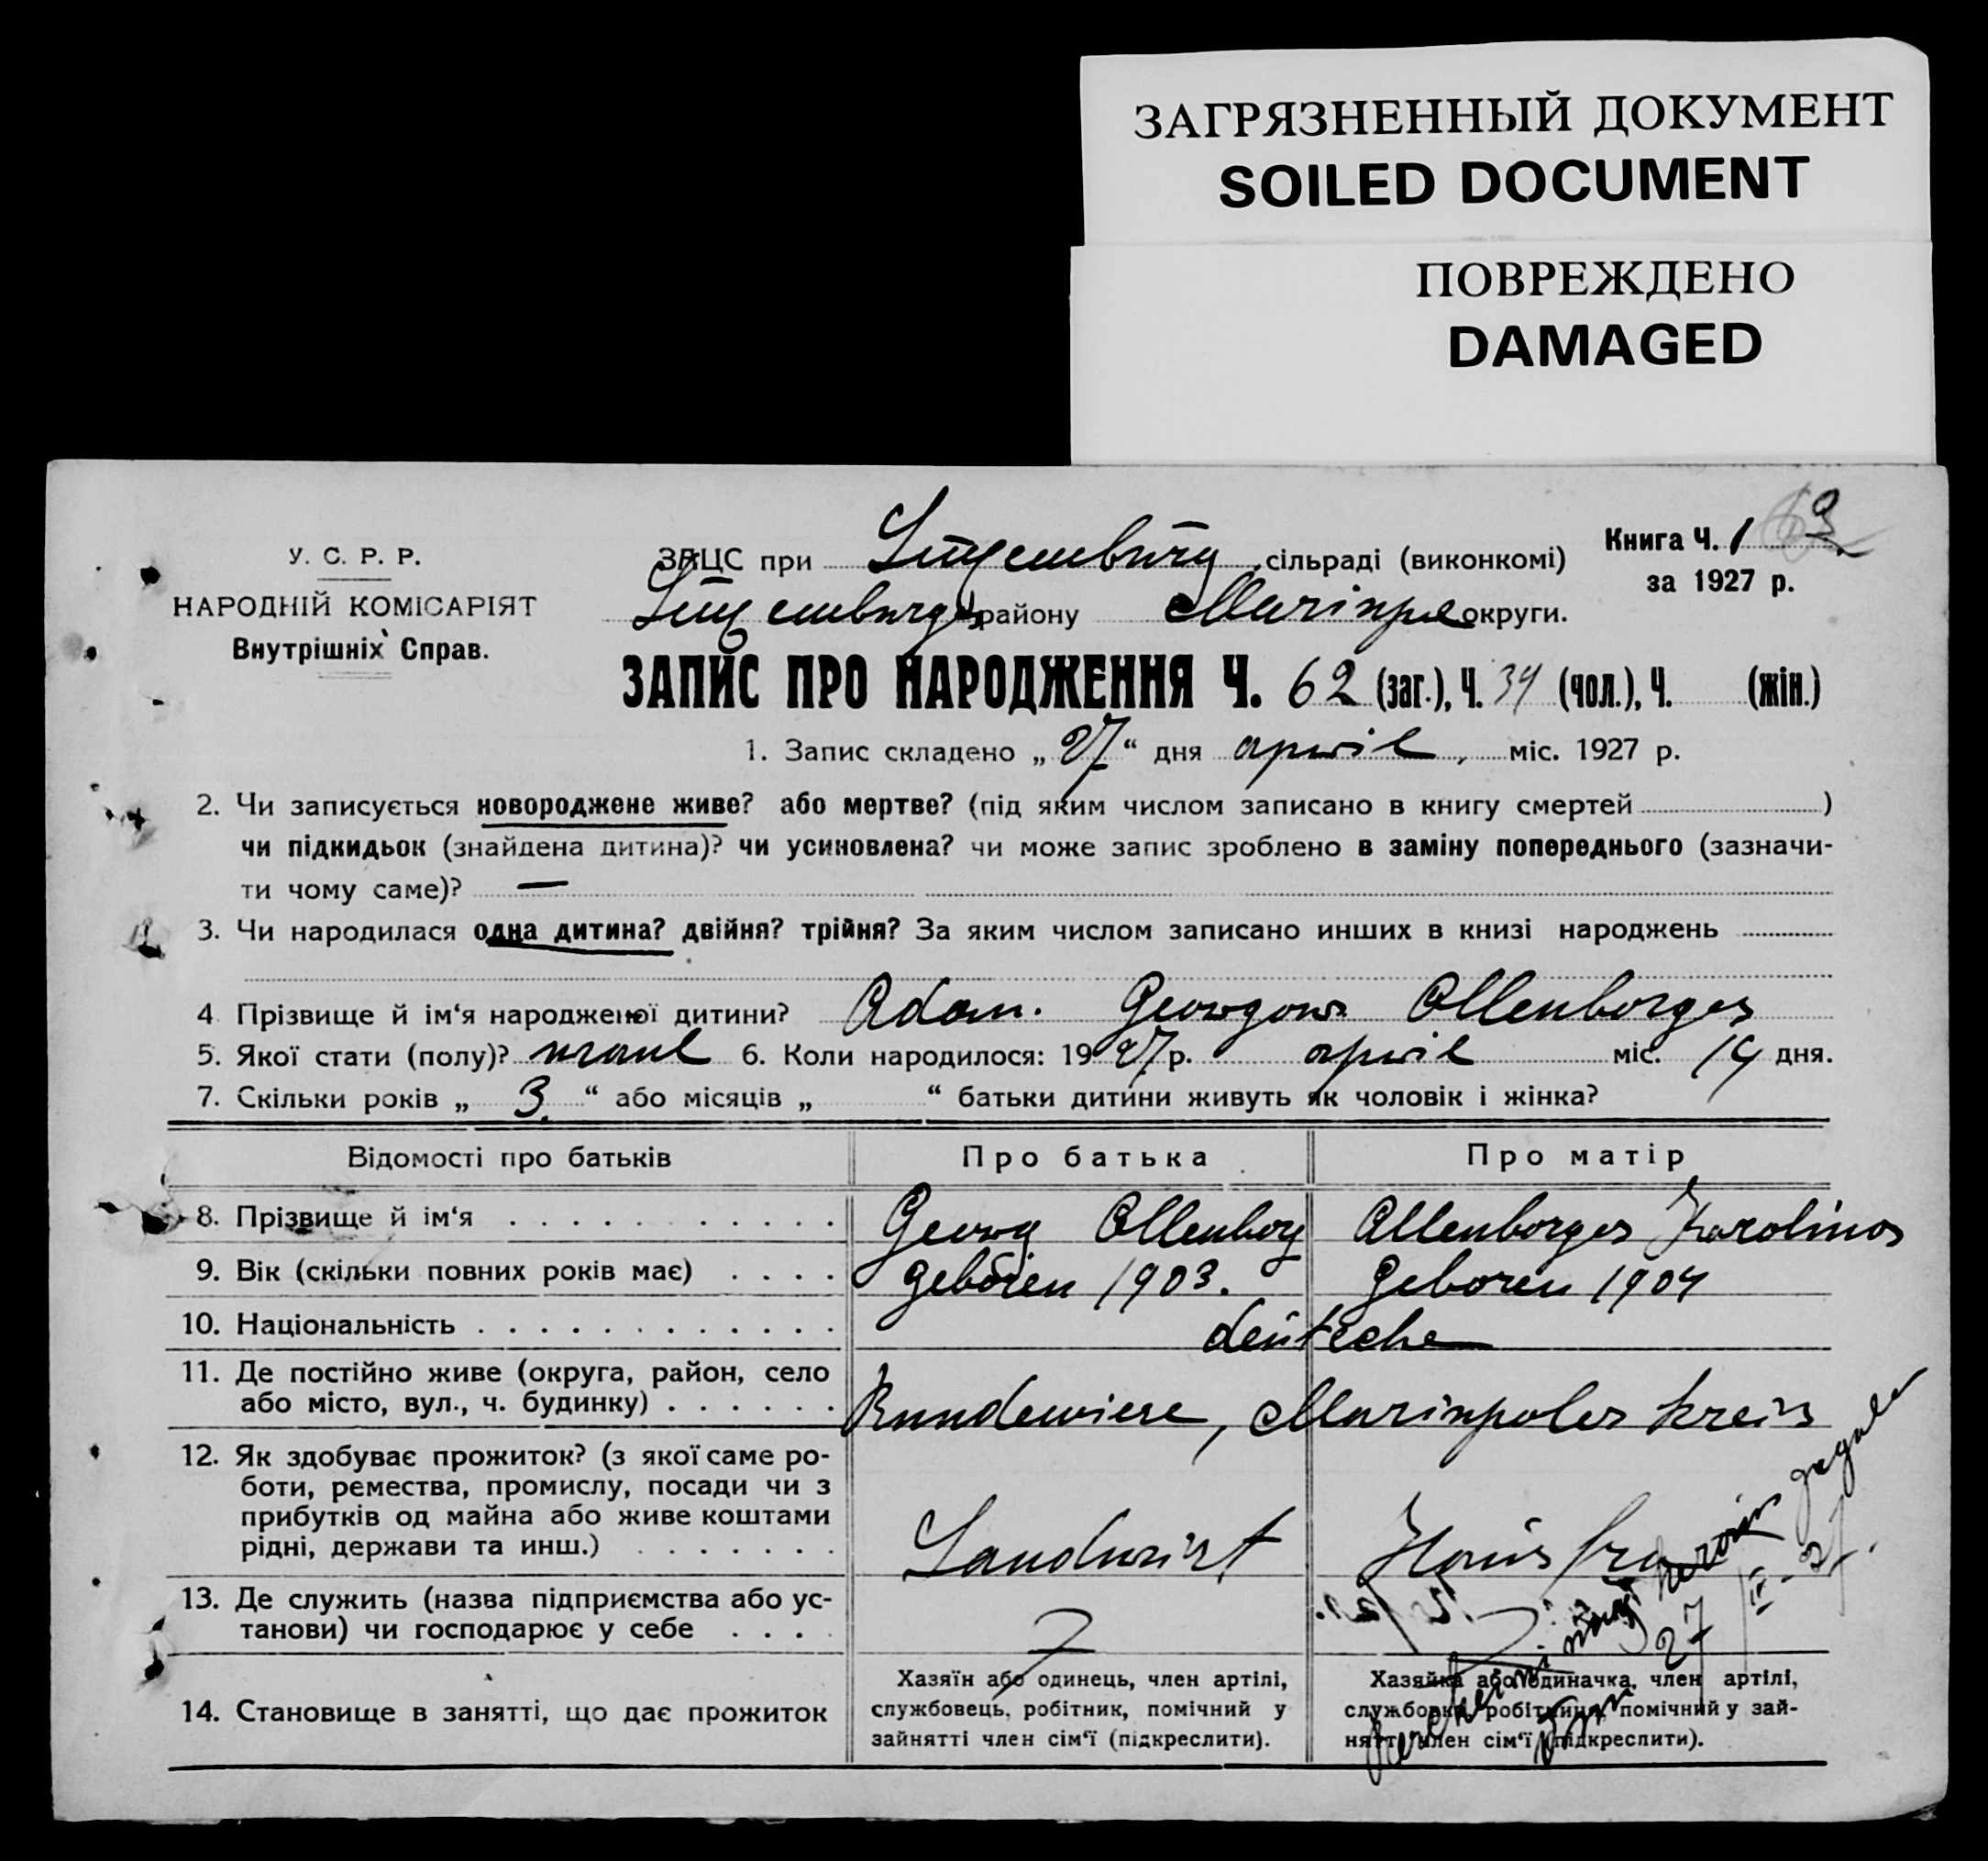 ЗАГРЯЗНЕННЫЙ ДОКУМЕНТ
SOILED DOCUMENT
ПОВРЕЖДЕНО
DAMAGED
У. С. Р. Р.
НАРОДНІЙ КОМІСАРІЯТ
Внутрішніх Справ.
ЗАЦС при сільраді (виконкомі)
району округи.
Книга Ч. 1
за 1927 р.
ЗАПИС ПРО НАРОДЖЕННЯ Ч. 62 (заг.), Ч. 34 (чол.), Ч. (жін.)
1. Запис складено „ 27 “ дня april міс. 1927 р.
2. Чи записується новороджене живе? або мертве? (під яким числом записано в книгу смертей )
чи підкидьок (знайдена дитина)? чи усиновлена? чи може запис зроблено в заміну попереднього (зазначи-
ти чому саме)? —
3. Чи народилася одна дитина? двійня? трійня? За яким числом записано инших в книзі народжень
4 Прізвище й ім‘я народженої дитини? Adam. Ollenborger
5. Якої стати (полу)? 6. Коли народилося: 1927 р. april міс. 14 дня.
7. Скільки років „ 3 “ або місяців „ “ батьки дитини живуть як чоловік і жінка?
Відомості про батьків
Про батька
Про матір
8. Прізвище й ім‘я Georg Ollenborg
9. Вік (скільки повних років має) geboren 1903. geboren 1904
10. Національність deutsche
11. Де постійно живе (округа, район, село
або місто, вул., ч. будинку) Rundewiese, Mariupoler kreis
12. Як здобуває прожиток? (з якої саме ро-
боти, ремества, промислу, посади чи з
прибутків од майна або живе коштами
рідні, держави та инш.) Landwirt Hausfrau
13. Де служить (назва підприємства або ус-
танови) чи господарює у себе
27/IV-27.
14. Становище в занятті, що дає прожиток
Хазяїн або одинець, член артілі,
службовець, робітник, помічний у
зайнятті член сім‘ї (підкреслити).
Хазяйка або одиначка, член артілі,
службовка, робітниця, помічний у зай-
нятті член сім‘ї (підкреслити).